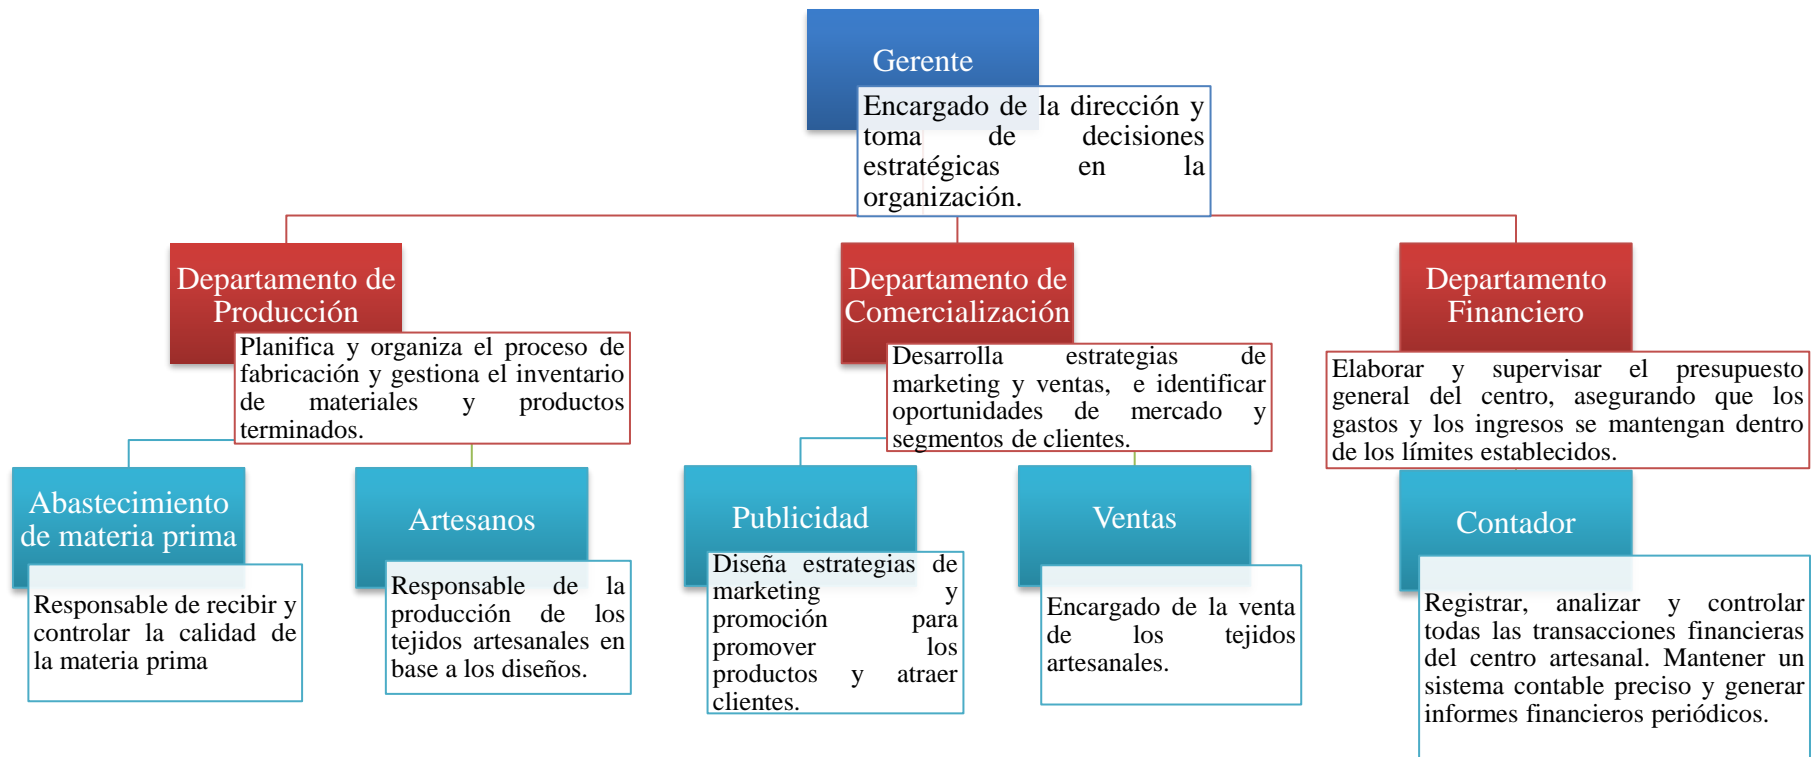 Gerente
Encargado de la dirección y
toma de decisiones
estratégicas en la
organización.
Departamento de
Producción
Planifica y organiza el proceso de
fabricación y gestiona el inventario
de materiales y productos
terminados.
Departamento de
Comercialización
Desarrolla estrategias de
marketing y ventas, e identificar
oportunidades de mercado y
segmentos de clientes.
Departamento
Financiero
Elaborar y supervisar el presupuesto
general del centro, asegurando que los
gastos y los ingresos se mantengan dentro
de los límites establecidos.
Abastecimiento
de materia prima
Responsable de recibir y
controlar la calidad de
la materia prima
Artesanos
Responsable de la
producción de los
tejidos artesanales en
base a los diseños.
Publicidad
Diseña estrategias de
marketing y
promoción para
promover los
productos y atraer
clientes.
Ventas
Encargado de la venta
de los tejidos
artesanales.
Contador
Registrar, analizar y controlar
todas las transacciones financieras
del centro artesanal. Mantener un
sistema contable preciso y generar
informes financieros periódicos.